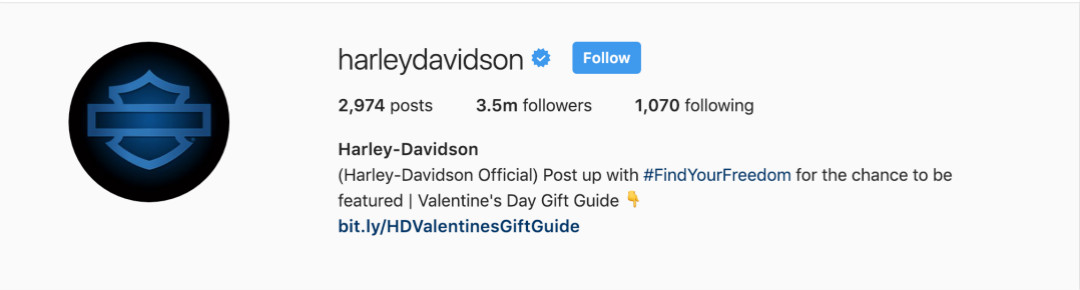 harleydavidson Follow
2,974 posts 3.5m followers 1,070 following
Harley-Davidson
(Harley-Davidson Official) Post up with #FindYourFreedom for the chance to be
featured | Valentine's Day Gift Guide 👇
bit.ly/HDValentinesGiftGuide